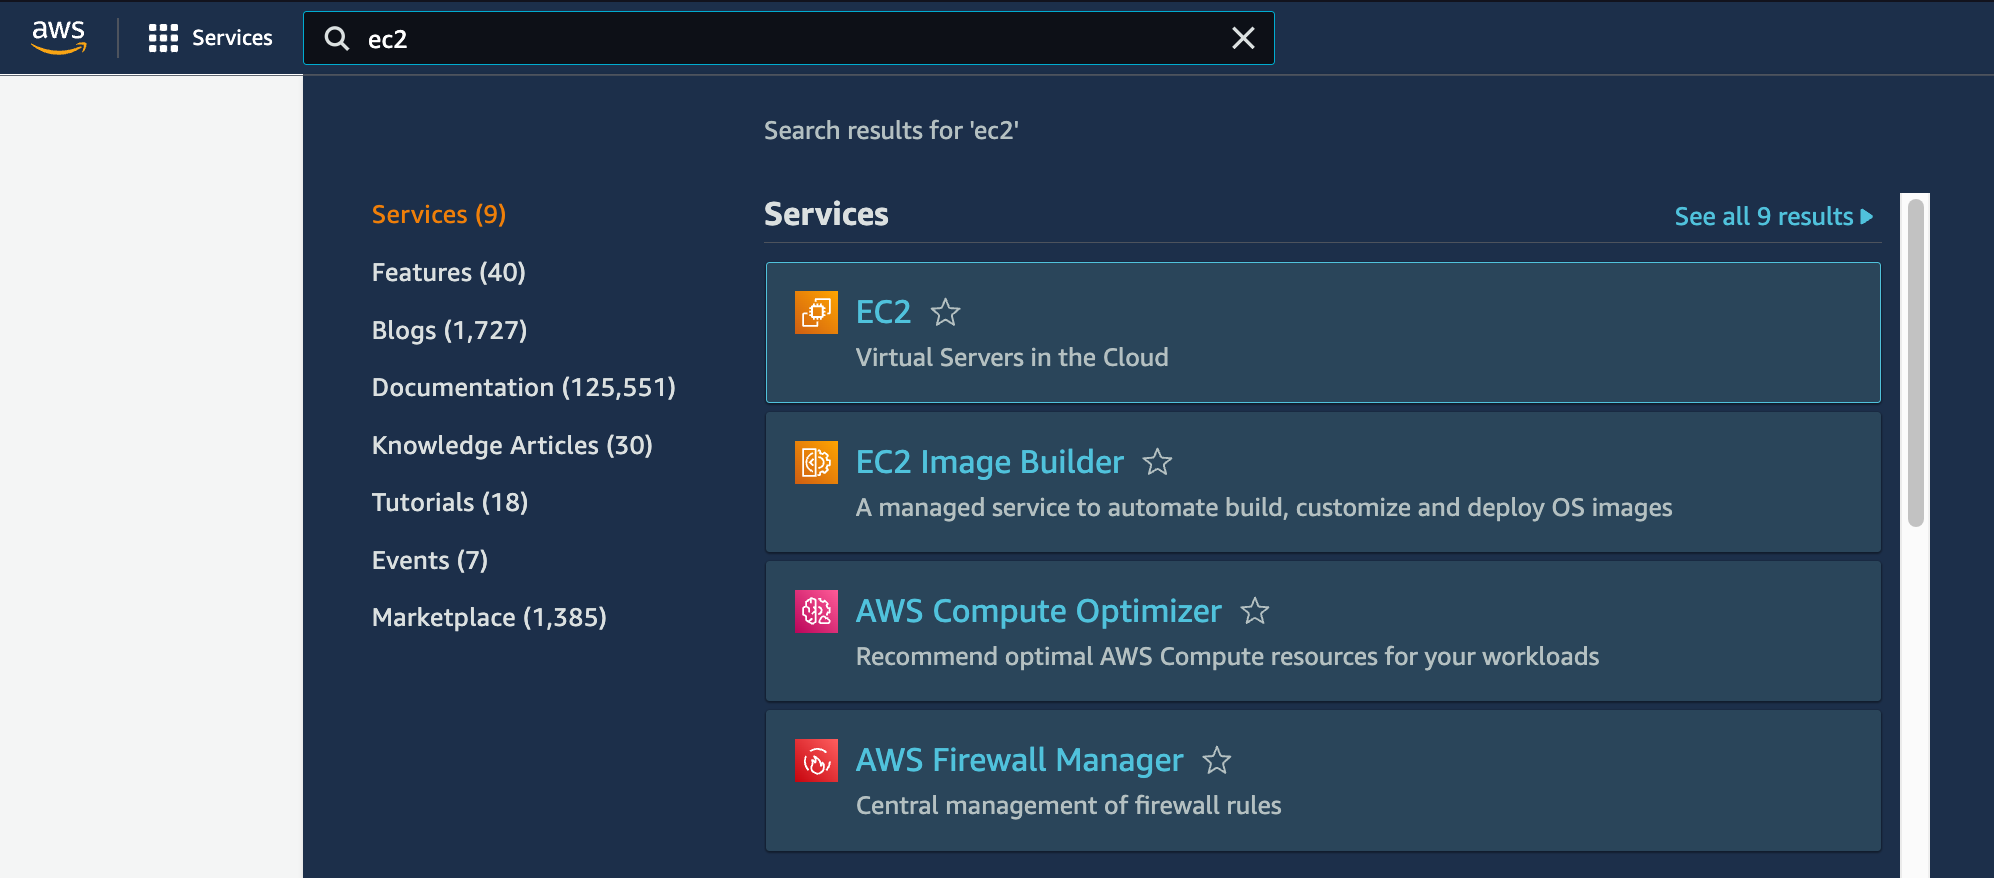 aws
Services
ec2
Search results for 'ec2'
Services (9)
Features (40)
Blogs (1,727)
Documentation (125,551)
Knowledge Articles (30)
Tutorials (18)
Events (7)
Marketplace (1,385)
Services
See all 9 results
EC2
Virtual Servers in the Cloud
EC2 Image Builder
A managed service to automate build, customize and deploy OS images
AWS Compute Optimizer
Recommend optimal AWS Compute resources for your workloads
AWS Firewall Manager
Central management of firewall rules